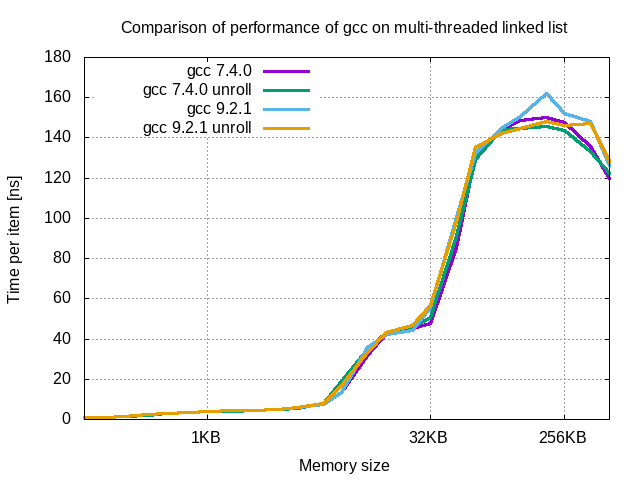 Comparison of performance of gcc on multi-threaded linked list
180
160
140
120
100
80
60
40
20
0
Time per item [ns]
gcc 7.4.0
gcc 7.4.0 unroll
gcc 9.2.1
gcc 9.2.1 unroll
1KB
32KB
256KB
Memory size